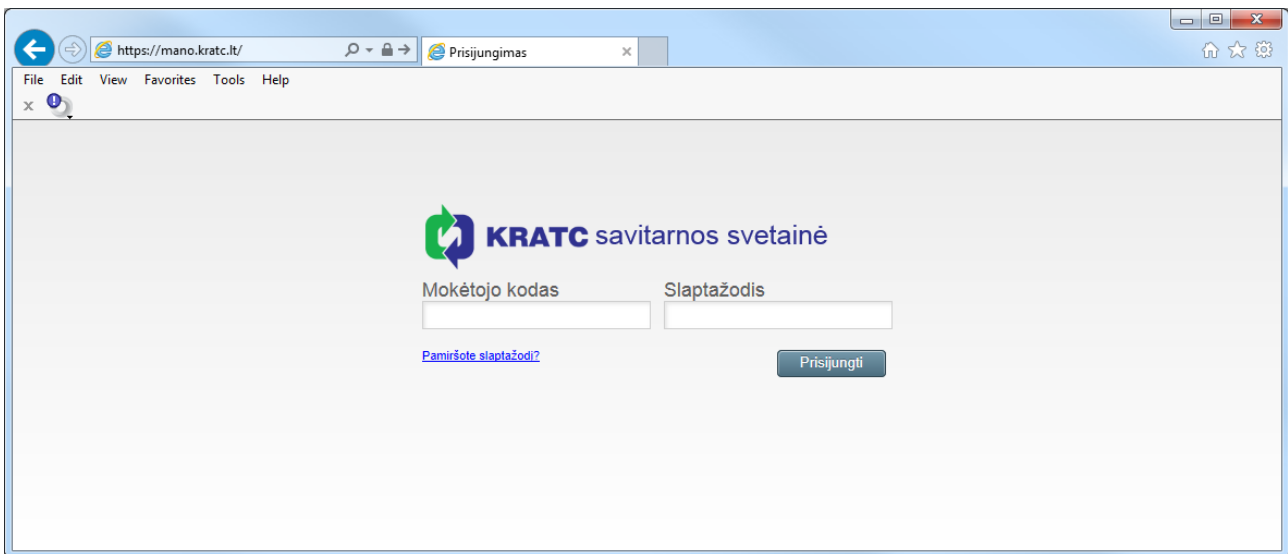 https://mano.kratc.lt/
Prisijungimas
File Edit View Favorites Tools Help
KRATC savitarnos svetainė
Mokėtojo kodas Slaptažodis
Pamiršote slaptažodį?
Prisijungti